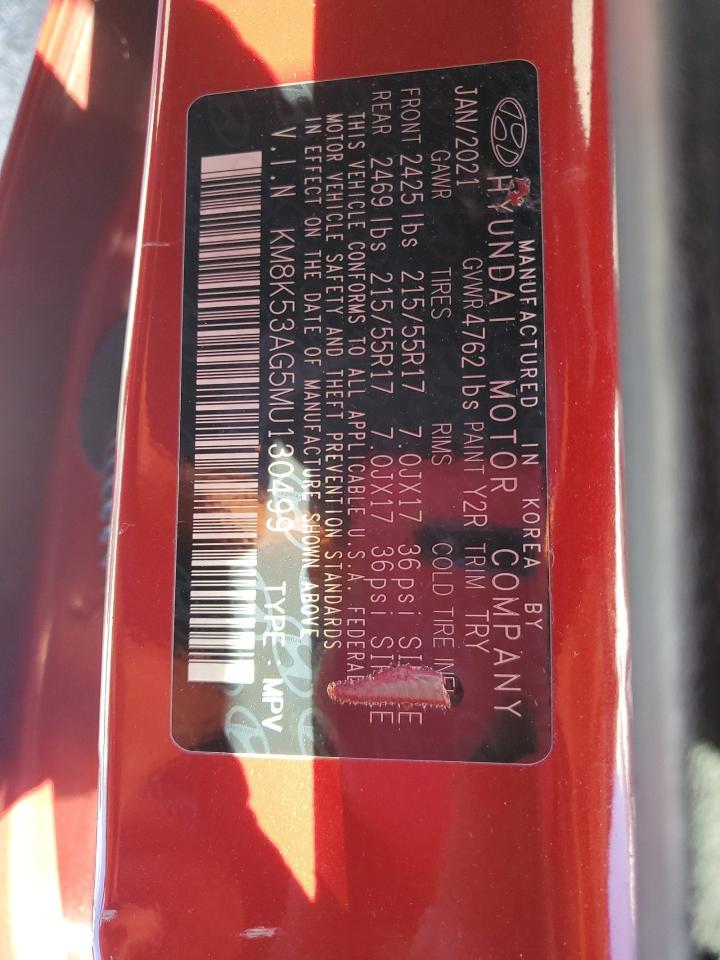 MANUFACTURED IN KOREA BY
HYUNDAI MOTOR COMPANY
JAN/2021 GVWR 4762 lbs PAINT Y2R TRIM TRY
GAWR TIRES RIMS COLD TIRE
FRONT 2425 lbs 215/55R17 7.0JX17 36psi
REAR 2469 lbs 215/55R17 7.0JX17 36psi
THIS VEHICLE CONFORMS TO ALL APPLICABLE U.S.A. FEDERAL
MOTOR VEHICLE SAFETY AND THEFT PREVENTION STANDARDS
IN EFFECT ON THE DATE OF MANUFACTURE SHOWN ABOVE
V.I.N KM8K53AG5MU130499 TYPE : MPV